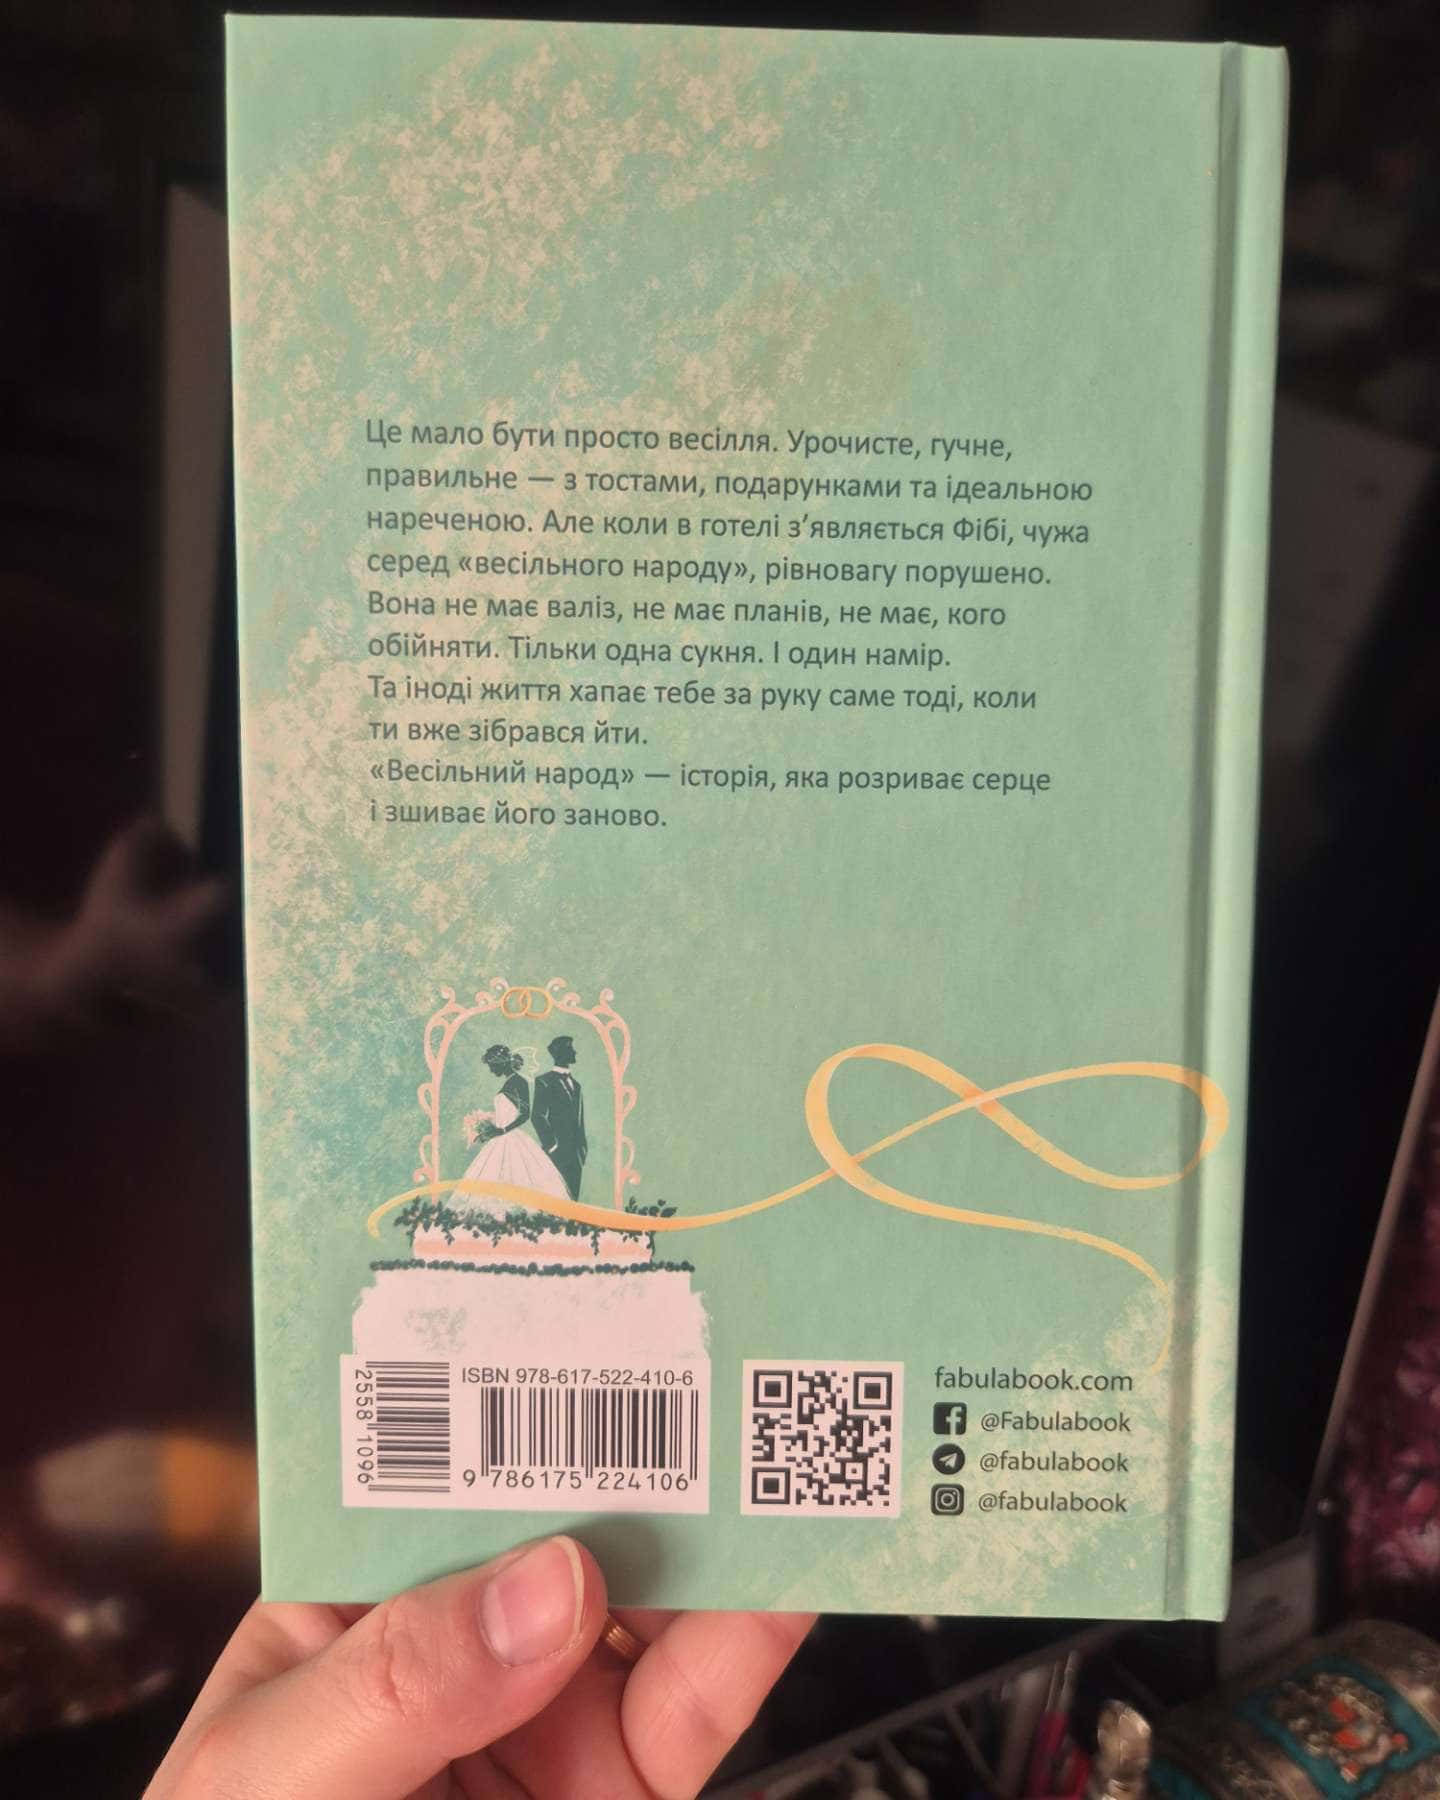 Це мало бути просто весілля. Урочисте, гучне,
правильне — з тостами, подарунками та ідеальною
нареченою. Але коли в готелі з’являється Фібі, чужа
серед «весільного народу», рівновагу порушено.
Вона не має валіз, не має планів, не має, кого
обійняти. Тільки одна сукня. І один намір.
Та іноді життя хапає тебе за руку саме тоді, коли
ти вже зібрався йти.
«Весільний народ» — історія, яка розриває серце
і зшиває його заново.
2558 1096
ISBN 978-617-522-410-6
9 786175 224106
fabulabook.com
@Fabulabook
@fabulabook
@fabulabook